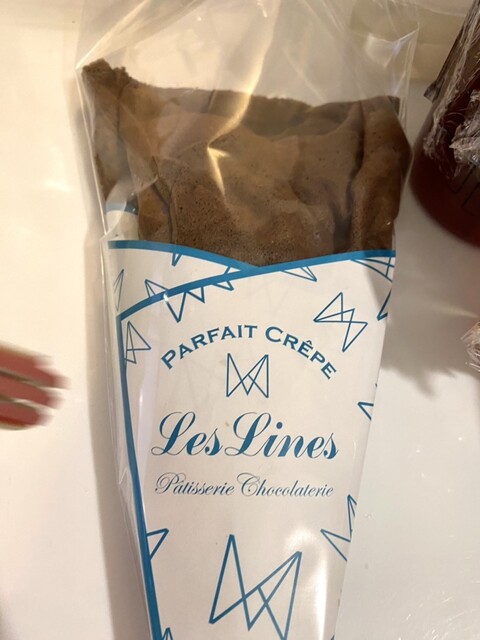 PARFAIT CRÊPE
Les Lines
Pâtisserie Chocolaterie